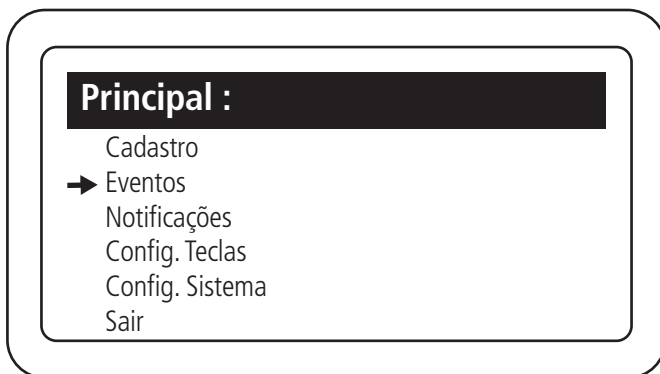 Principal :
Cadastro
Eventos
Notificações
Config. Teclas
Config. Sistema
Sair